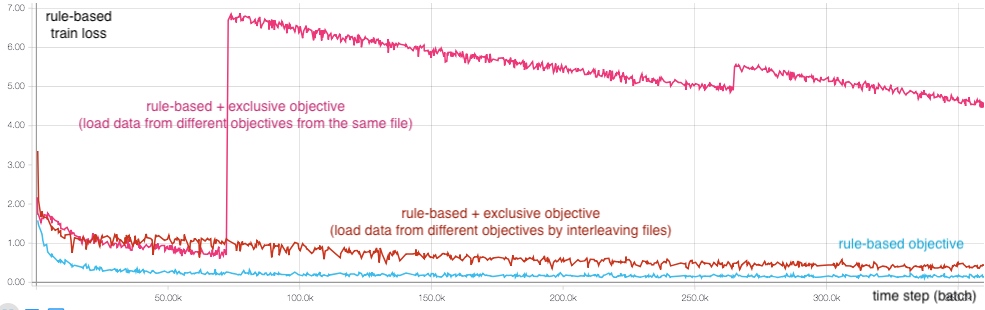 7.00
rule-based
train loss
6.00
5.00
rule-based + exclusive objective
(load data from different objectives from the same file)
4.00
3.00
2.00
rule-based + exclusive objective
(load data from different objectives by interleaving files)
rule-based objective
1.00
0.00
50.00k
100.0k
150.0k
200.0k
250.0k
300.0k
time step (batch)